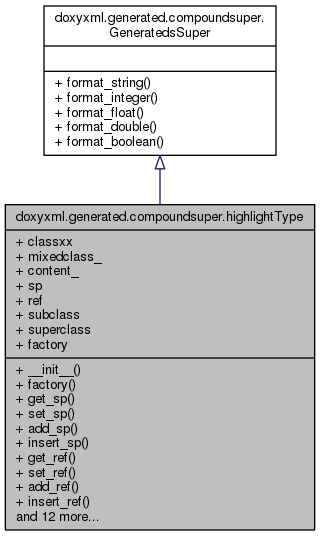 doxyxml.generated.compoundsuper.
GeneratedsSuper
+ format_string()
+ format_integer()
+ format_float()
+ format_double()
+ format_boolean()
doxyxml.generated.compoundsuper.highlightType
+ classxx
+ mixedclass_
+ content_
+ sp
+ ref
+ subclass
+ superclass
+ factory
+ __init__()
+ factory()
+ get_sp()
+ set_sp()
+ add_sp()
+ insert_sp()
+ get_ref()
+ set_ref()
+ add_ref()
+ insert_ref()
and 12 more...